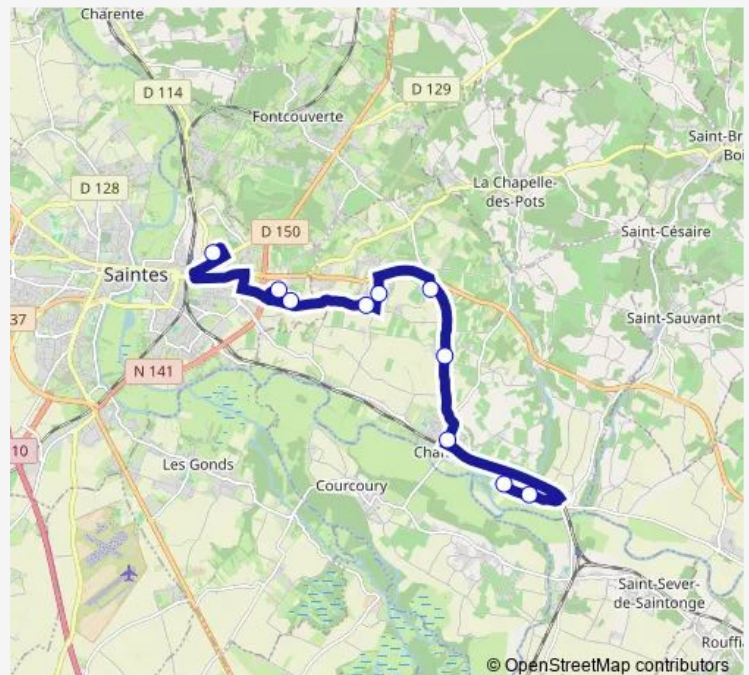 Charente
D 114
D 129
Fontcouverte
Saint-Br
Boi
D 128
La Chapelle-
des-Pots
D 150
Saint-Césaire
Saintes
Saint-Sauvant
37
N 141
10
Cha
Les Gonds
Courcoury
Saint-Sever-
de-Saintonge
Rouffi
© OpenStreetMap contributors